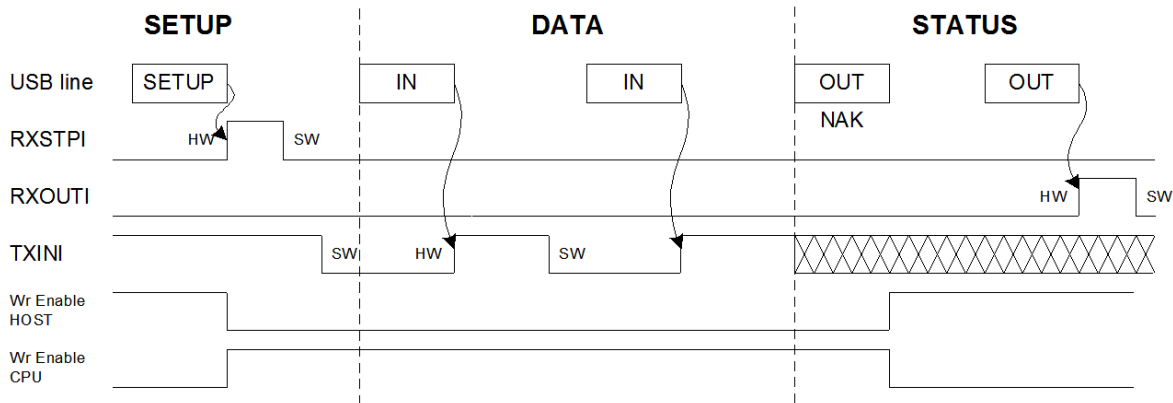 SETUP DATA STATUS
USB line SETUP IN IN OUT OUT
NAK
RXSTPI HW SW
RXOUTI HW SW
TXINI SW HW SW
Wr Enable
HOST
Wr Enable
CPU